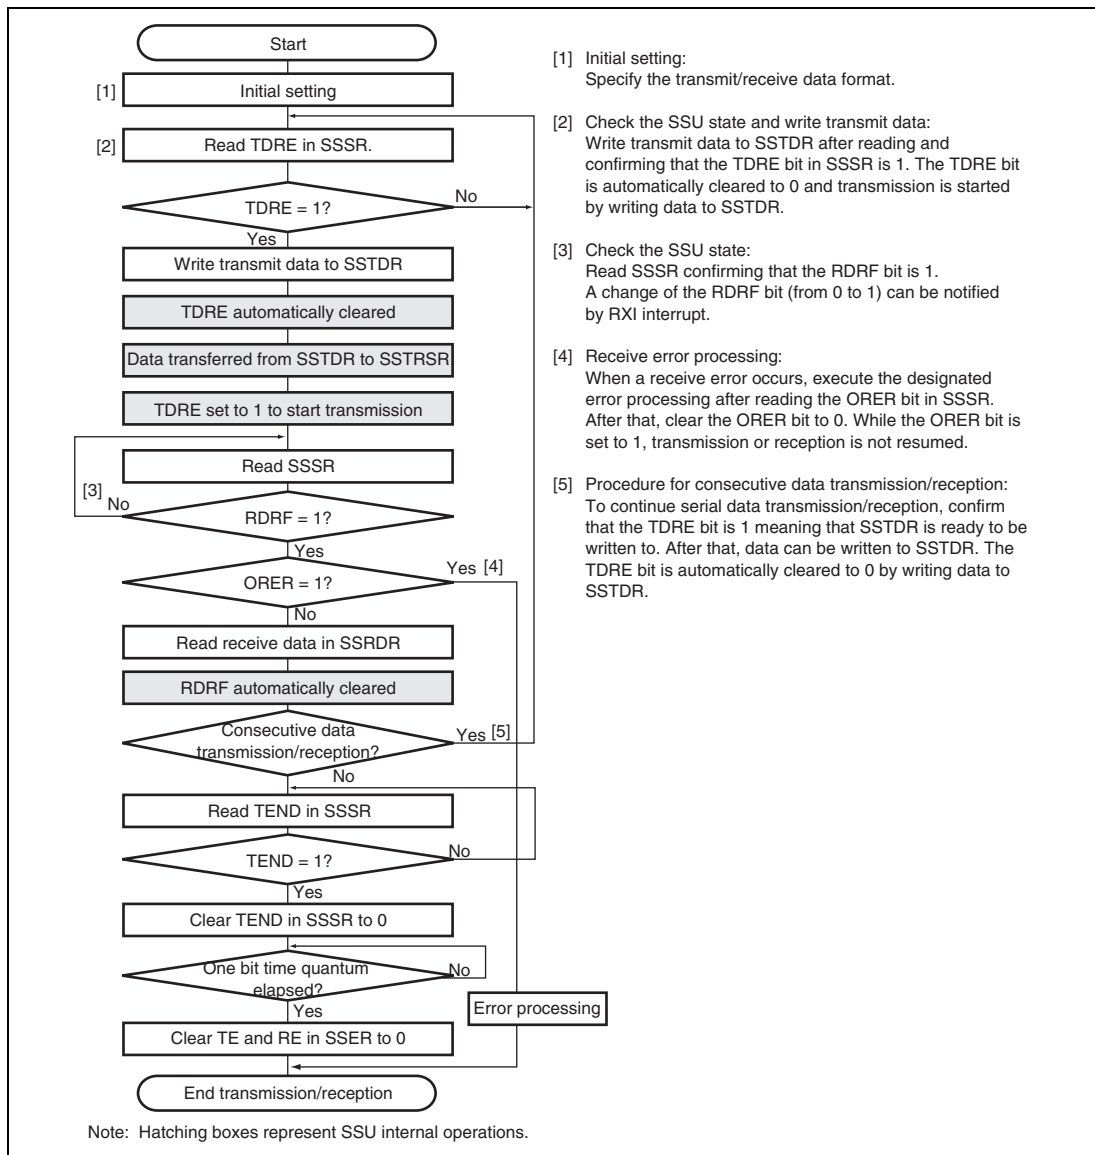 Start
[1] Initial setting
[2] Read TDRE in SSSR.
TDRE = 1?
No
Yes
Write transmit data to SSTDR
TDRE automatically cleared
Data transferred from SSTDR to SSTRSR
TDRE set to 1 to start transmission
Read SSSR
[3]
No
RDRF = 1?
Yes
ORER = 1?
Yes [4]
No
Read receive data in SSRDR
RDRF automatically cleared
Consecutive data
transmission/reception?
Yes [5]
No
Read TEND in SSSR
TEND = 1?
No
Yes
Clear TEND in SSSR to 0
One bit time quantum
elapsed?
No
Yes
Error processing
Clear TE and RE in SSER to 0
End transmission/reception
[1] Initial setting:
Specify the transmit/receive data format.
[2] Check the SSU state and write transmit data:
Write transmit data to SSTDR after reading and
confirming that the TDRE bit in SSSR is 1. The TDRE bit
is automatically cleared to 0 and transmission is started
by writing data to SSTDR.
[3] Check the SSU state:
Read SSSR confirming that the RDRF bit is 1.
A change of the RDRF bit (from 0 to 1) can be notified
by RXI interrupt.
[4] Receive error processing:
When a receive error occurs, execute the designated
error processing after reading the ORER bit in SSSR.
After that, clear the ORER bit to 0. While the ORER bit is
set to 1, transmission or reception is not resumed.
[5] Procedure for consecutive data transmission/reception:
To continue serial data transmission/reception, confirm
that the TDRE bit is 1 meaning that SSTDR is ready to be
written to. After that, data can be written to SSTDR. The
TDRE bit is automatically cleared to 0 by writing data to
SSTDR.
Note: Hatching boxes represent SSU internal operations.